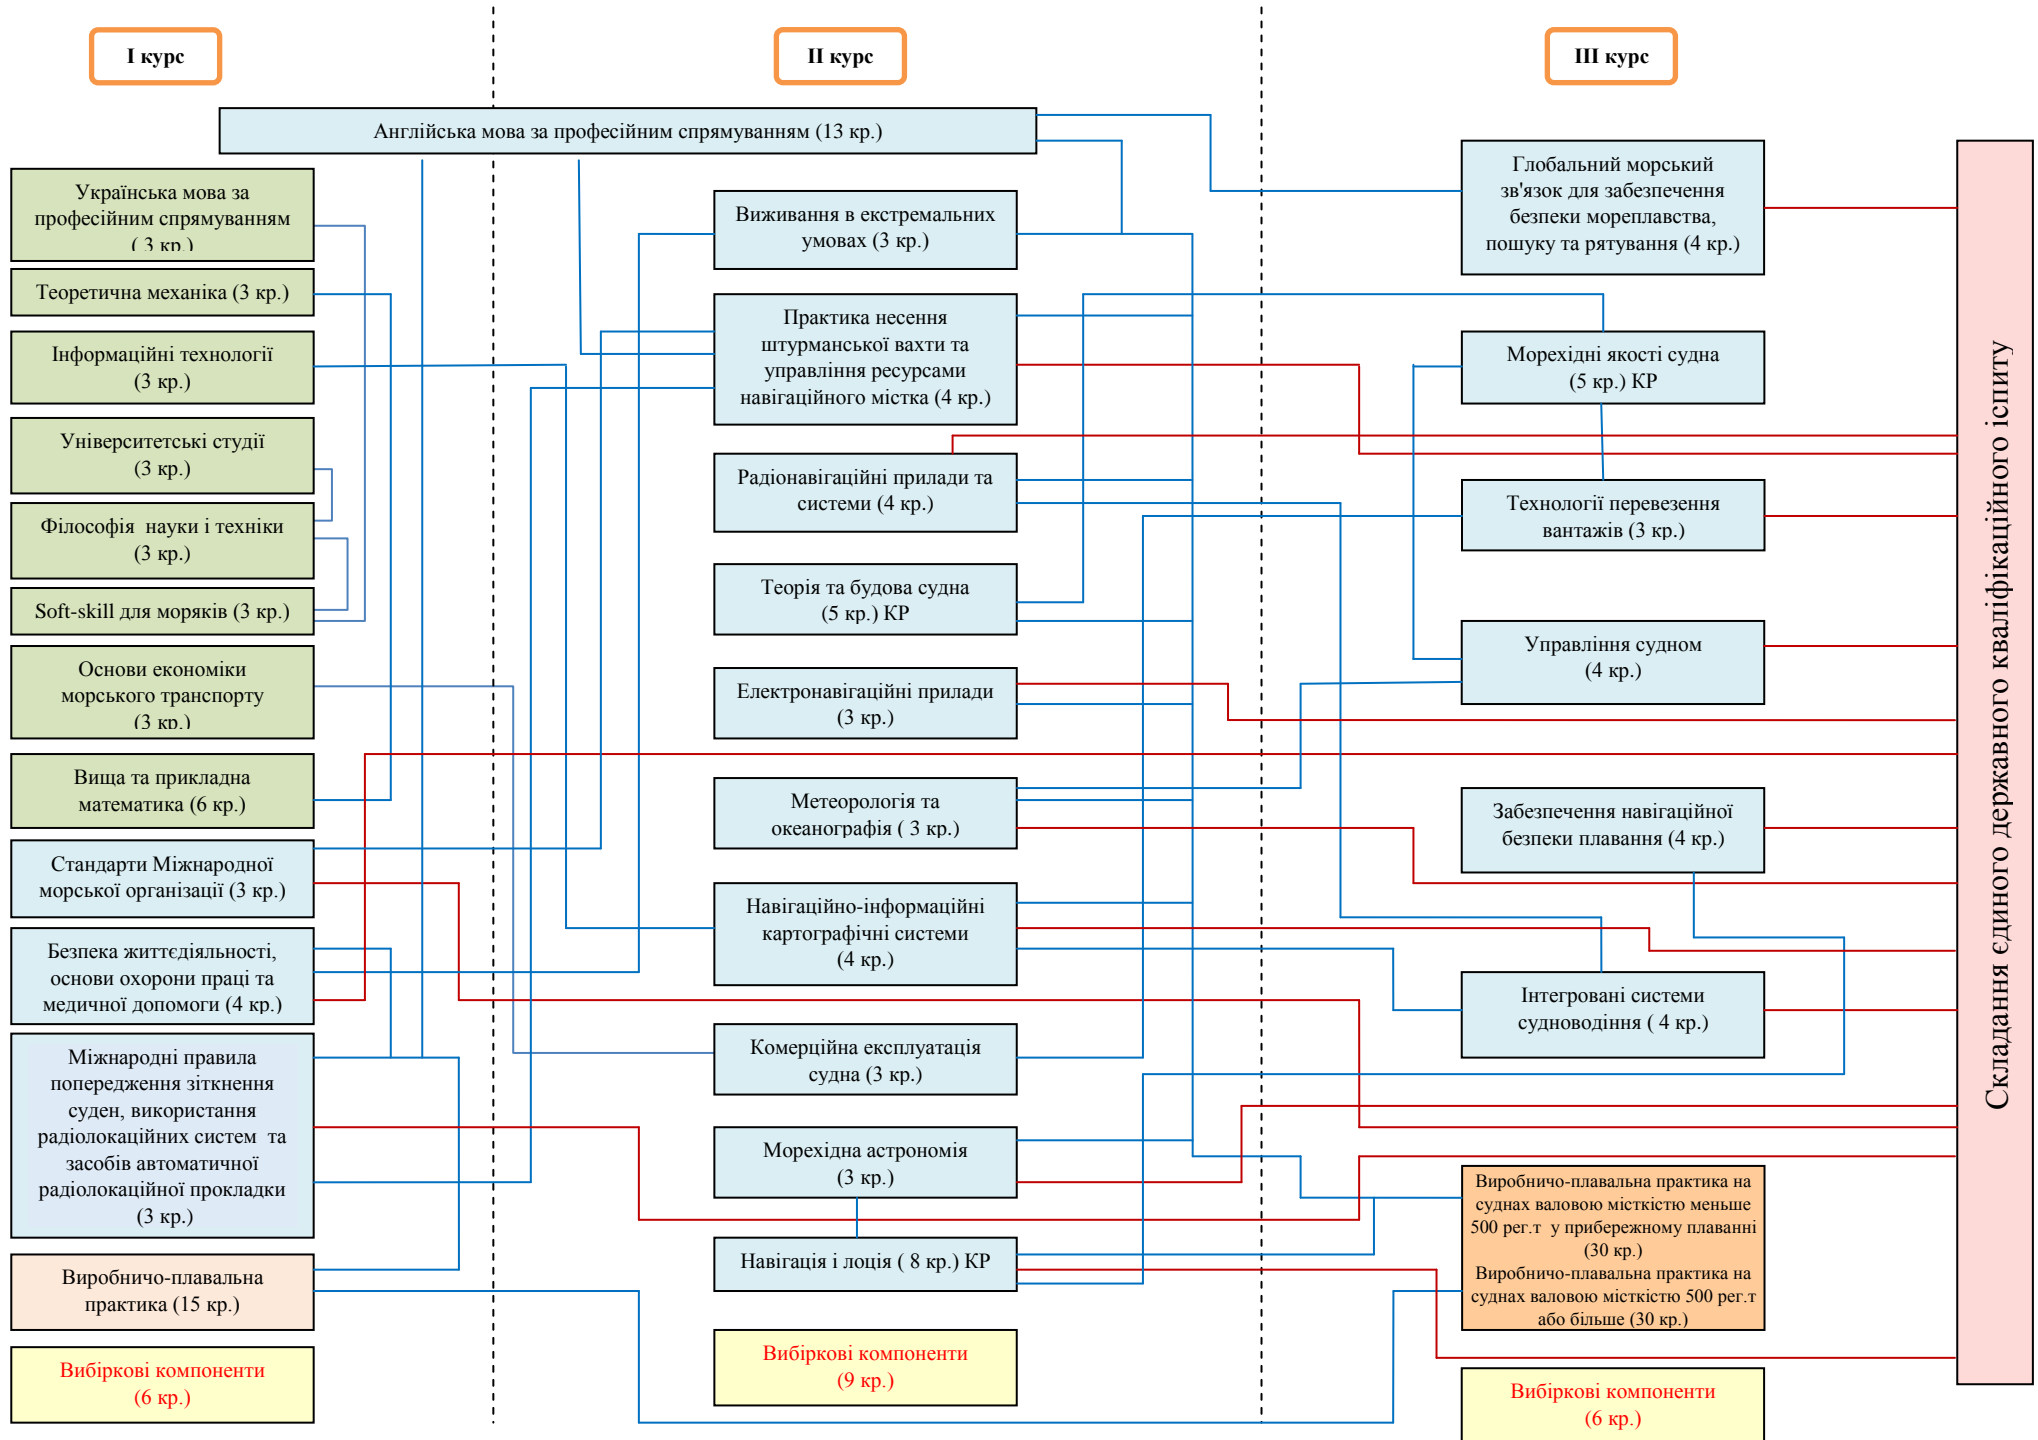 І курс
ІІ курс
ІІІ курс
Англійська мова за професійним спрямуванням (13 кр.)
Українська мова за
професійним спрямуванням
( 3 кр.)
Теоретична механіка (3 кр.)
Інформаційні технології
(3 кр.)
Університетські студії
(3 кр.)
Філософія науки і техніки
(3 кр.)
Soft-skill для моряків (3 кр.)
Основи економіки
морського транспорту
(3 кр.)
Вища та прикладна
математика (6 кр.)
Стандарти Міжнародної
морської організації (3 кр.)
Безпека життєдіяльності,
основи охорони праці та
медичної допомоги (4 кр.)
Міжнародні правила
попередження зіткнення
суден, використання
радіолокаційних систем та
засобів автоматичної
радіолокаційної прокладки
(3 кр.)
Виробничо-плавальна
практика (15 кр.)
Вибіркові компоненти
(6 кр.)
Виживання в екстремальних
умовах (3 кр.)
Практика несення
штурманської вахти та
управління ресурсами
навігаційного містка (4 кр.)
Радіонавігаційні прилади та
системи (4 кр.)
Теорія та будова судна
(5 кр.) КР
Електронавігаційні прилади
(3 кр.)
Метеорологія та
океанографія ( 3 кр.)
Навігаційно-інформаційні
картографічні системи
(4 кр.)
Комерційна експлуатація
судна (3 кр.)
Морехідна астрономія
(3 кр.)
Навігація і лоція ( 8 кр.) КР
Вибіркові компоненти
(9 кр.)
Глобальний морський
зв'язок для забезпечення
безпеки мореплавства,
пошуку та рятування (4 кр.)
Морехідні якості судна
(5 кр.) КР
Технології перевезення
вантажів (3 кр.)
Управління судном
(4 кр.)
Забезпечення навігаційної
безпеки плавання (4 кр.)
Інтегровані системи
судноводіння ( 4 кр.)
Виробничо-плавальна практика на
суднах валовою місткістю меньше
500 рег.т у прибережному плаванні
(30 кр.)
Виробничо-плавальна практика на
суднах валовою місткістю 500 рег.т
або більше (30 кр.)
Вибіркові компоненти
(6 кр.)
Складання єдиного державного кваліфікаційного іспиту